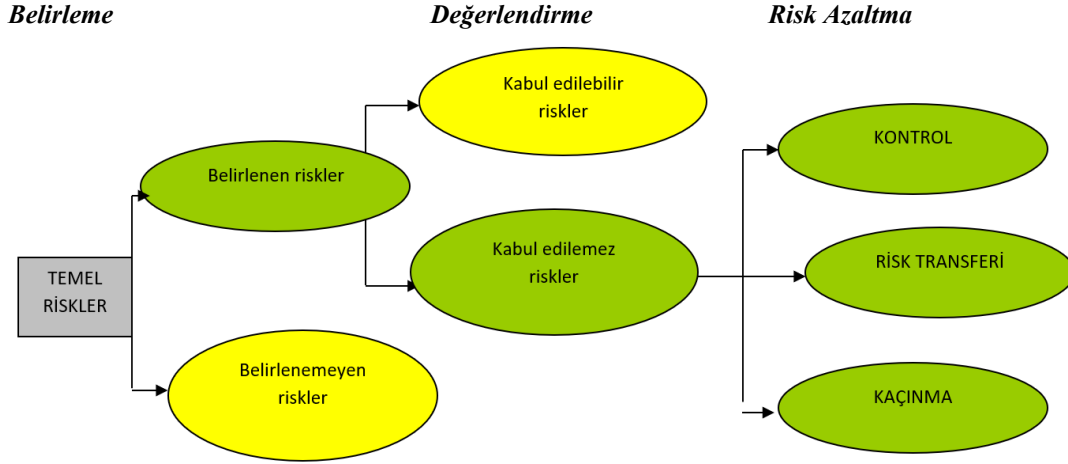 Belirleme
Değerlendirme
Risk Azaltma
TEMEL
RİSKLER
Belirlenen riskler
Belirlenemeyen
riskler
Kabul edilebilir
riskler
Kabul edilemez
riskler
KONTROL
RİSK TRANSFERİ
KAÇINMA